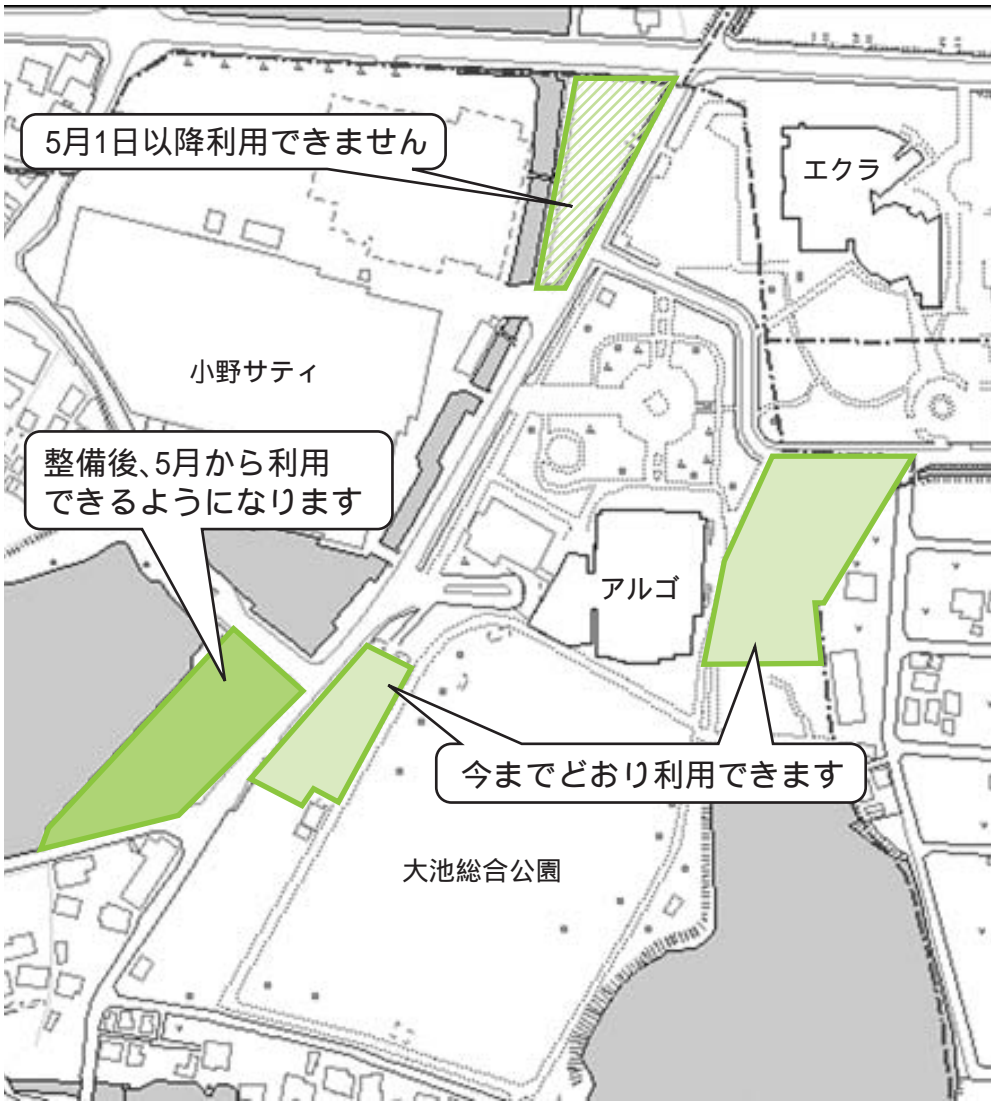 5月1日以降利用できません
エクラ
小野サティ
整備後、5月から利用
できるようになります
アルゴ
今までどおり利用できます
大池総合公園